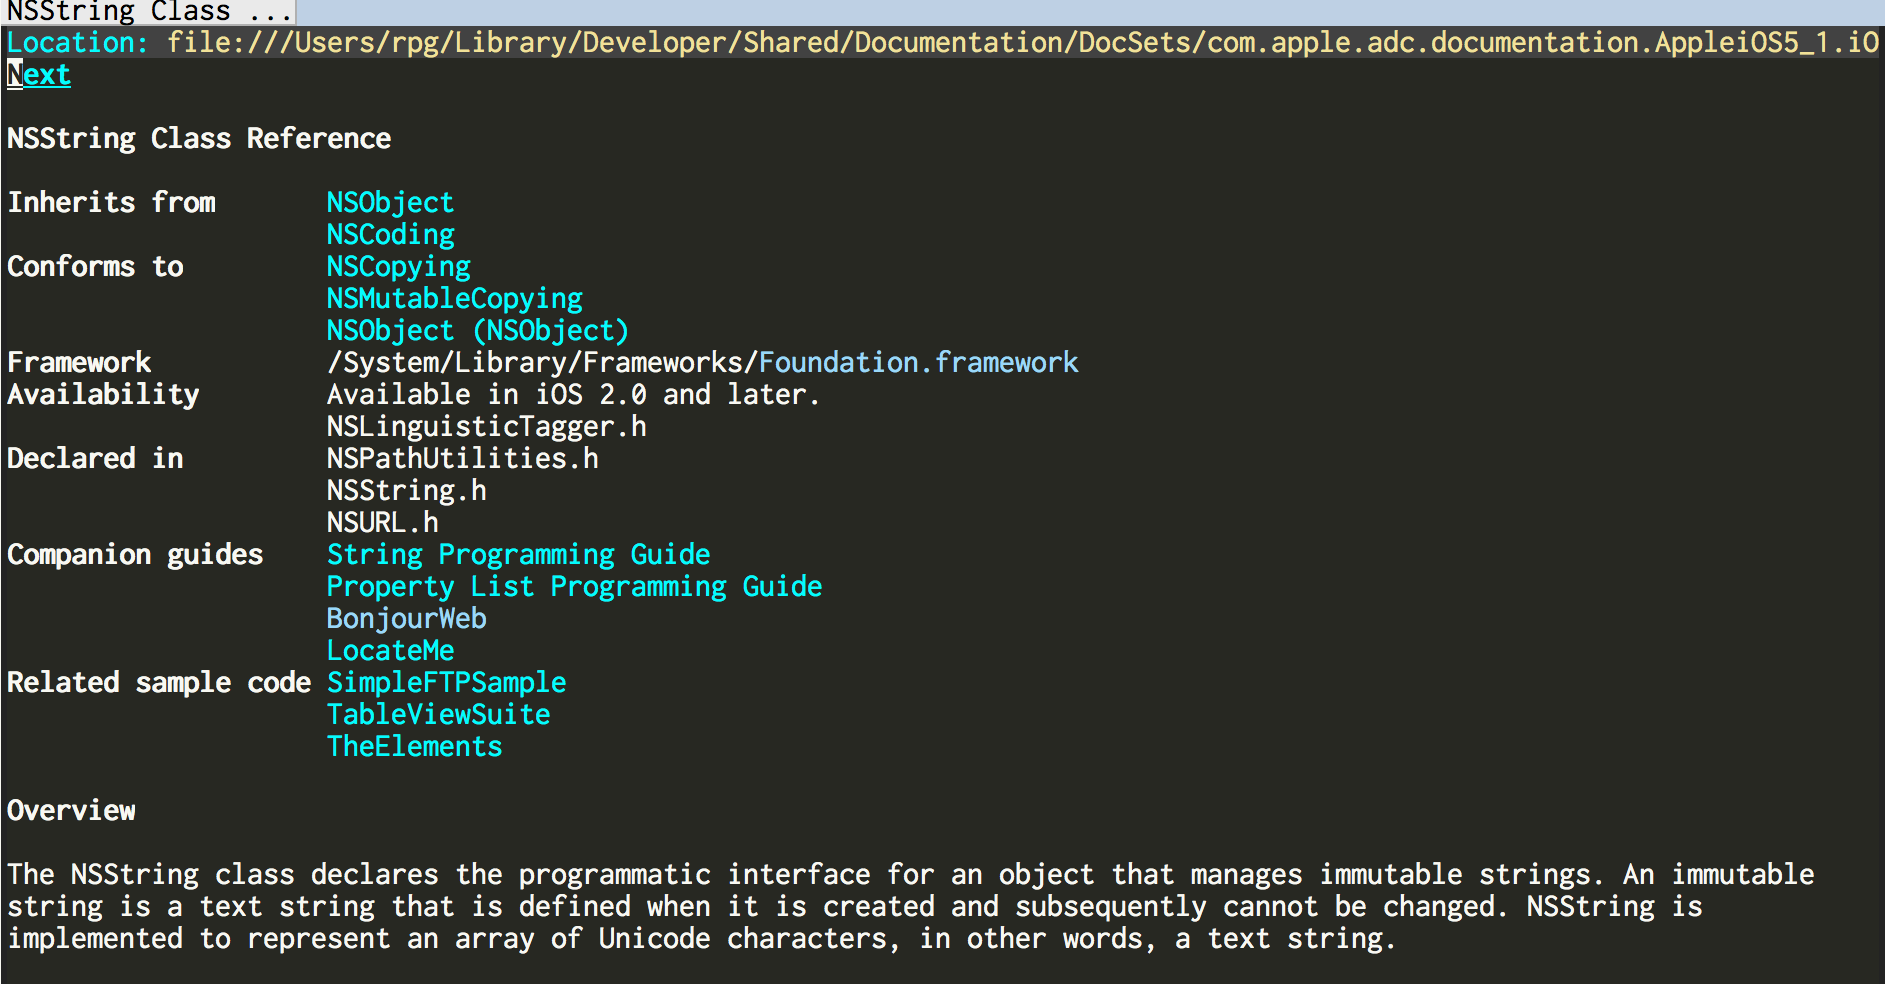 NSString Class ...
Location: file:///Users/rpg/Library/Developer/Shared/Documentation/DocSets/com.apple.adc.documentation.AppleiOS5_1.iO
Next
NSString Class Reference
Inherits from NSObject
NSCoding
Conforms to NSCopying
NSMutableCopying
NSObject (NSObject)
Framework /System/Library/Frameworks/Foundation.framework
Availability Available in iOS 2.0 and later.
NSLinguisticTagger.h
Declared in NSPathUtilities.h
NSString.h
NSURL.h
Companion guides String Programming Guide
Property List Programming Guide
BonjourWeb
LocateMe
Related sample code SimpleFTPSample
TableViewSuite
TheElements
Overview
The NSString class declares the programmatic interface for an object that manages immutable strings. An immutable
string is a text string that is defined when it is created and subsequently cannot be changed. NSString is
implemented to represent an array of Unicode characters, in other words, a text string.